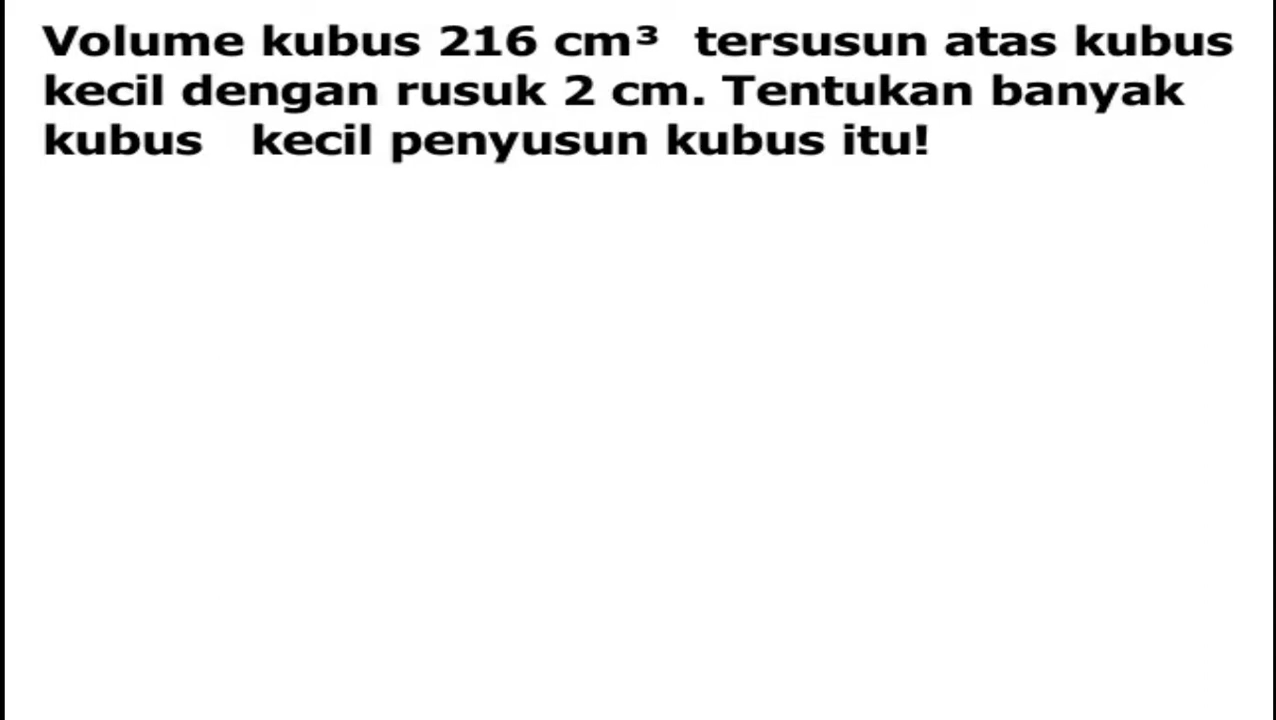 Volume kubus 216 cm³ tersusun atas kubus
kecil dengan rusuk 2 cm. Tentukan banyak
kubus kecil penyusun kubus itu!